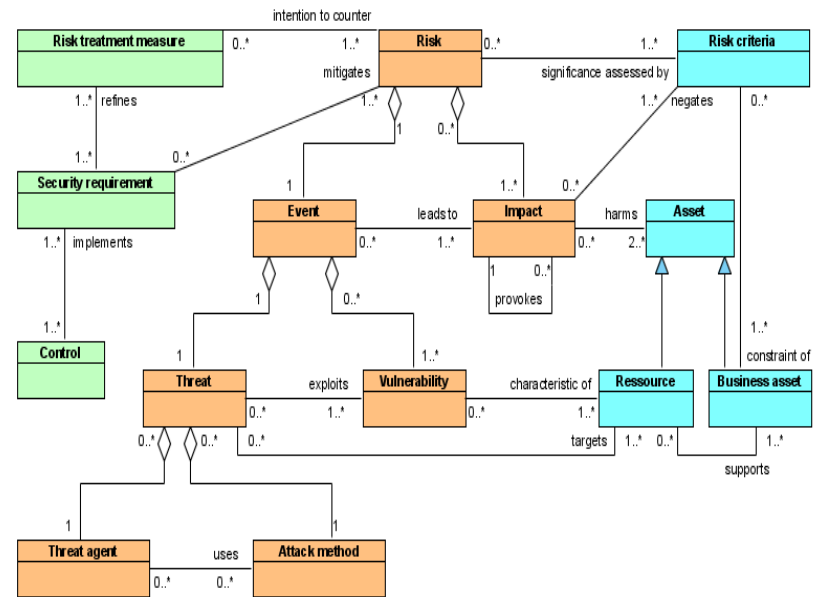 intention to counter
Risk treatment measure
0..*
1..*
Risk
0..*
1..*
Risk criteria
mitigates
significance assessed by
1..*
refines
1..*
1
0..*
1..*
negates
0..*
1..*
0..*
Security requirement
1
1..*
0..*
Event
leads to
Impact
harms
Asset
1..*
implements
0..*
1..*
0..*
2..*
1
0..*
1
0..*
provokes
1..*
1..*
Control
1
1..*
constraint of
Threat
exploits
Vulnerability
characteristic of
Ressource
Business asset
0..*
1..*
0..*
1..*
0..*
0..*
0..*
targets
1..*
0..*
1..*
supports
1
1
Threat agent
uses
Attack method
0..*
0..*